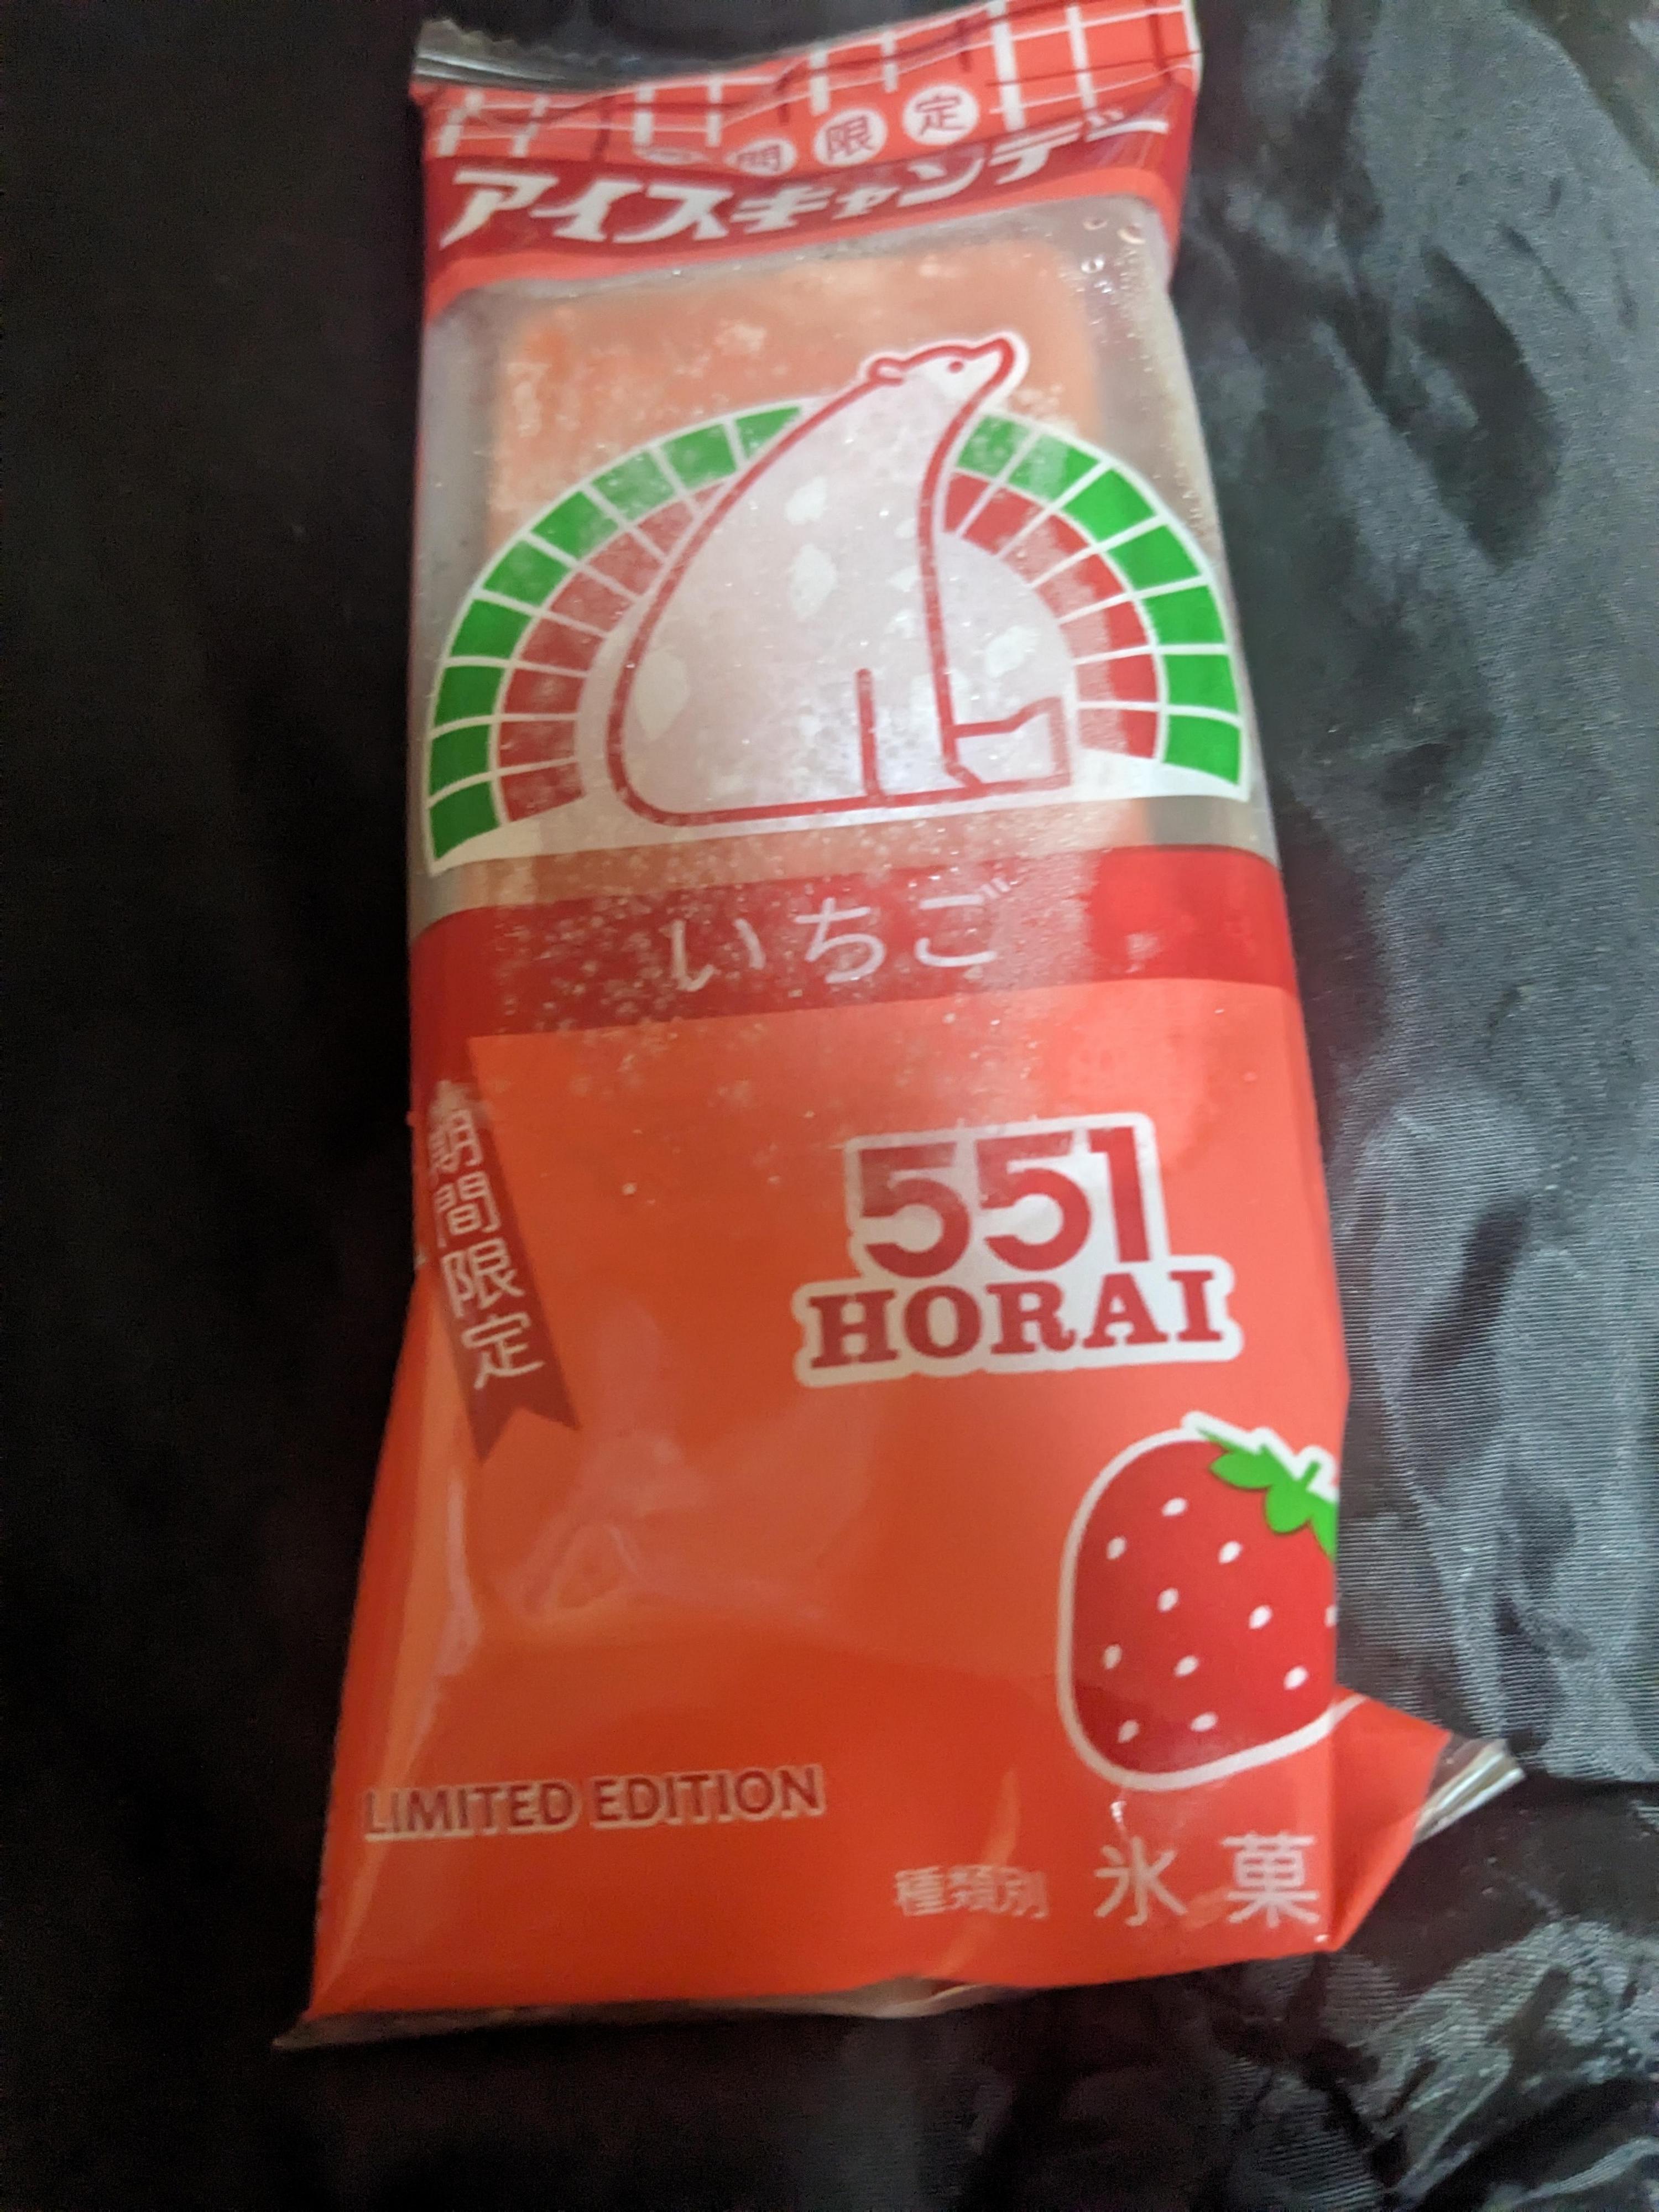 期間限定
アイスキャンデー
いちご
期間限定
551
HORAI
LIMITED EDITION
種類別 氷菓